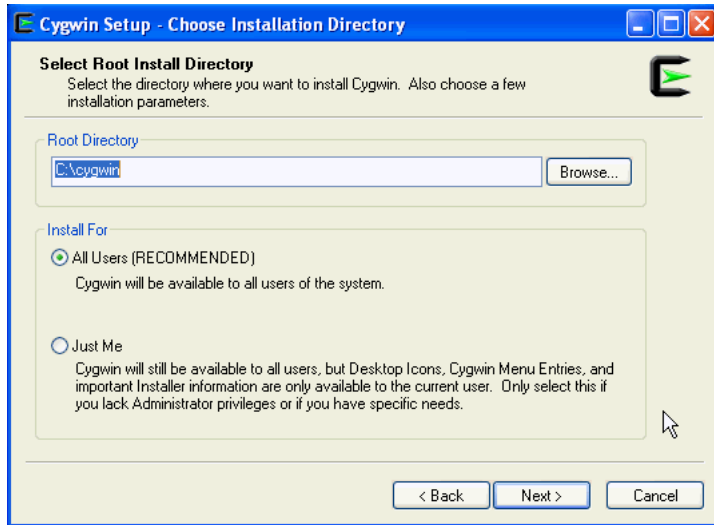 Cygwin Setup - Choose Installation Directory
Select Root Install Directory
Select the directory where you want to install Cygwin. Also choose a few
installation parameters.
Root Directory
C:\cygwin
Browse...
Install For
All Users (RECOMMENDED)
Cygwin will be available to all users of the system.
Just Me
Cygwin will still be available to all users, but Desktop Icons, Cygwin Menu Entries, and
important Installer information are only available to the current user. Only select this if
you lack Administrator privileges or if you have specific needs.
< Back
Next >
Cancel